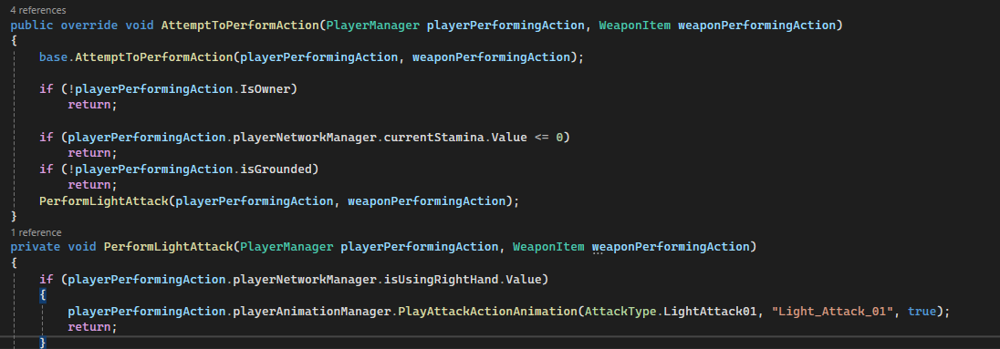 4 references
public override void AttemptToPerformAction(PlayerManager playerPerformingAction, WeaponItem weaponPerformingAction)
{
base.AttemptToPerformAction(playerPerformingAction, weaponPerformingAction);
if (!playerPerformingAction.IsOwner)
return;
if (playerPerformingAction.playerNetworkManager.currentStamina.Value <= 0)
return;
if (!playerPerformingAction.isGrounded)
return;
PerformLightAttack(playerPerformingAction, weaponPerformingAction);
}
1 reference
private void PerformLightAttack(PlayerManager playerPerformingAction, WeaponItem weaponPerformingAction)
{
if (playerPerformingAction.playerNetworkManager.isUsingRightHand.Value)
{
playerPerformingAction.playerAnimationManager.PlayAttackActionAnimation(AttackType.LightAttack01, "Light_Attack_01", true);
return;
}